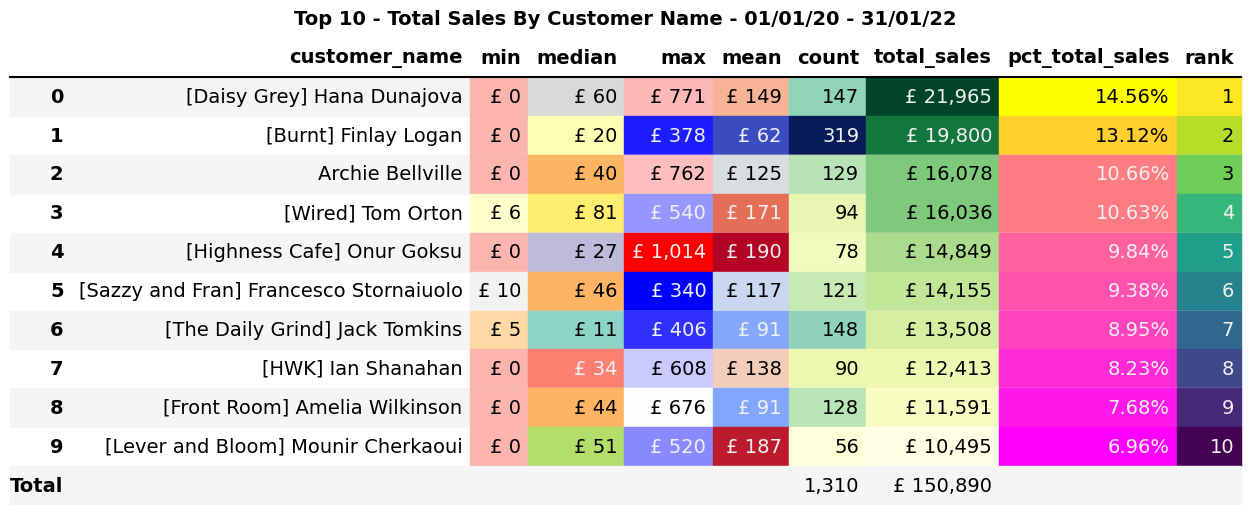 Top 10 - Total Sales By Customer Name - 01/01/20 - 31/01/22
customer_name min median max mean count total_sales pct_total_sales rank
0 [Daisy Grey] Hana Dunajova £ 0 £ 60 £ 771 £ 149 147 £ 21,965 14.56% 1
1 [Burnt] Finlay Logan £ 0 £ 20 £ 378 £ 62 319 £ 19,800 13.12% 2
2 Archie Bellville £ 0 £ 40 £ 762 £ 125 129 £ 16,078 10.66% 3
3 [Wired] Tom Orton £ 6 £ 81 £ 540 £ 171 94 £ 16,036 10.63% 4
4 [Highness Cafe] Onur Goksu £ 0 £ 27 £ 1,014 £ 190 78 £ 14,849 9.84% 5
5 [Sazzy and Fran] Francesco Stornaiuolo £ 10 £ 46 £ 340 £ 117 121 £ 14,155 9.38% 6
6 [The Daily Grind] Jack Tomkins £ 5 £ 11 £ 406 £ 91 148 £ 13,508 8.95% 7
7 [HWK] Ian Shanahan £ 0 £ 34 £ 608 £ 138 90 £ 12,413 8.23% 8
8 [Front Room] Amelia Wilkinson £ 0 £ 44 £ 676 £ 91 128 £ 11,591 7.68% 9
9 [Lever and Bloom] Mounir Cherkaoui £ 0 £ 51 £ 520 £ 187 56 £ 10,495 6.96% 10
Total 1,310 £ 150,890